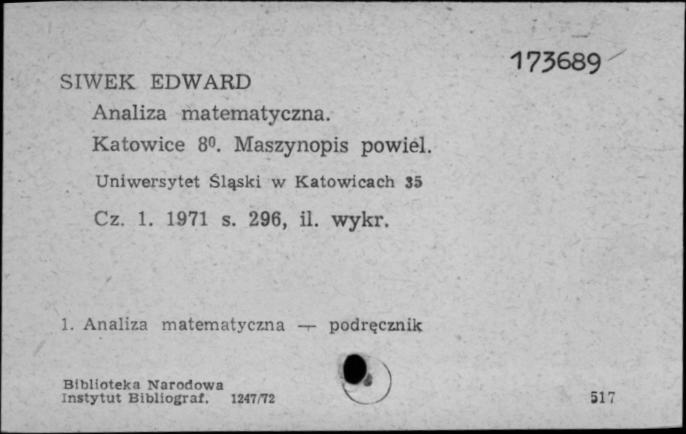 173689
SIWEK EDWARD
Analiza matematyczna.
Katowice 8⁰. Maszynopis powiel.
Uniwersytet Śląski w Katowicach 35
Cz. 1. 1971 s. 296, il. wykr.
1. Analiza matematyczna — podręcznik
Biblioteka Narodowa
Instytut Bibliograf. 1247/72
517